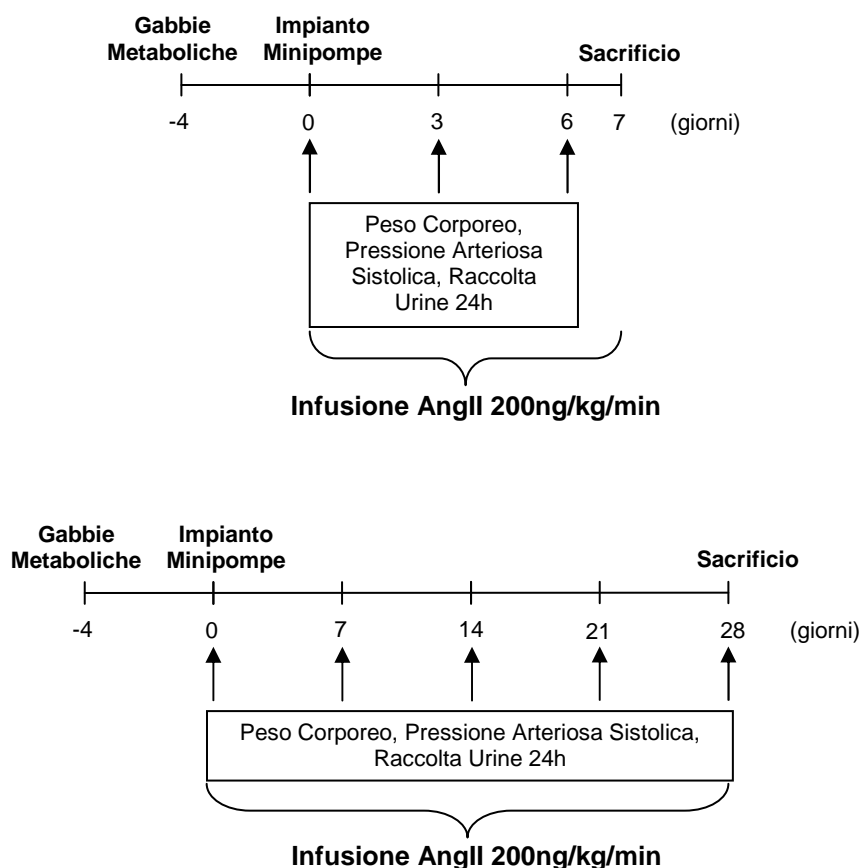 Gabbie
Metaboliche
Impianto
Minipompe
Sacrificio
-4 0 3 6 7 (giorni)
Peso Corporeo,
Pressione Arteriosa
Sistolica, Raccolta
Urine 24h
Infusione AngII 200ng/kg/min
Gabbie
Metaboliche
Impianto
Minipompe
Sacrificio
-4 0 7 14 21 28 (giorni)
Peso Corporeo, Pressione Arteriosa Sistolica,
Raccolta Urine 24h
Infusione AngII 200ng/kg/min